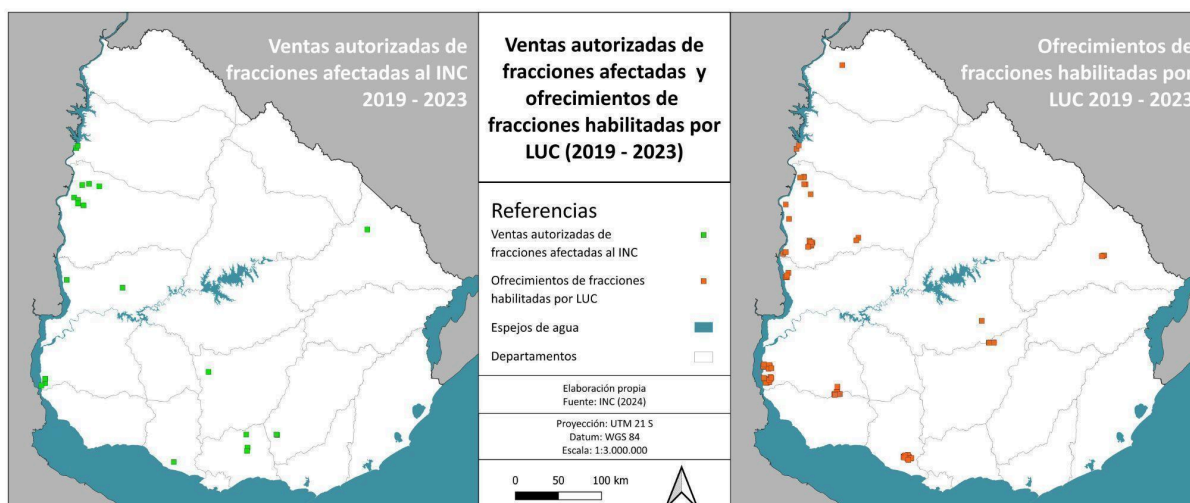 Ventas autorizadas de
fracciones afectadas al INC
2019 - 2023
Ventas autorizadas de
fracciones afectadas y
ofrecimientos de
fracciones habilitadas por
LUC (2019 - 2023)
Referencias
Ventas autorizadas de
fracciones afectadas al INC
Ofrecimientos de fracciones
habilitadas por LUC
Espejos de agua
Departamentos
Elaboración propia
Fuente: INC (2024)
Proyección: UTM 21 S
Datum: WGS 84
Escala: 1:3.000.000
0 50 100 km
Ofrecimientos de
fracciones habilitadas por
LUC 2019 - 2023